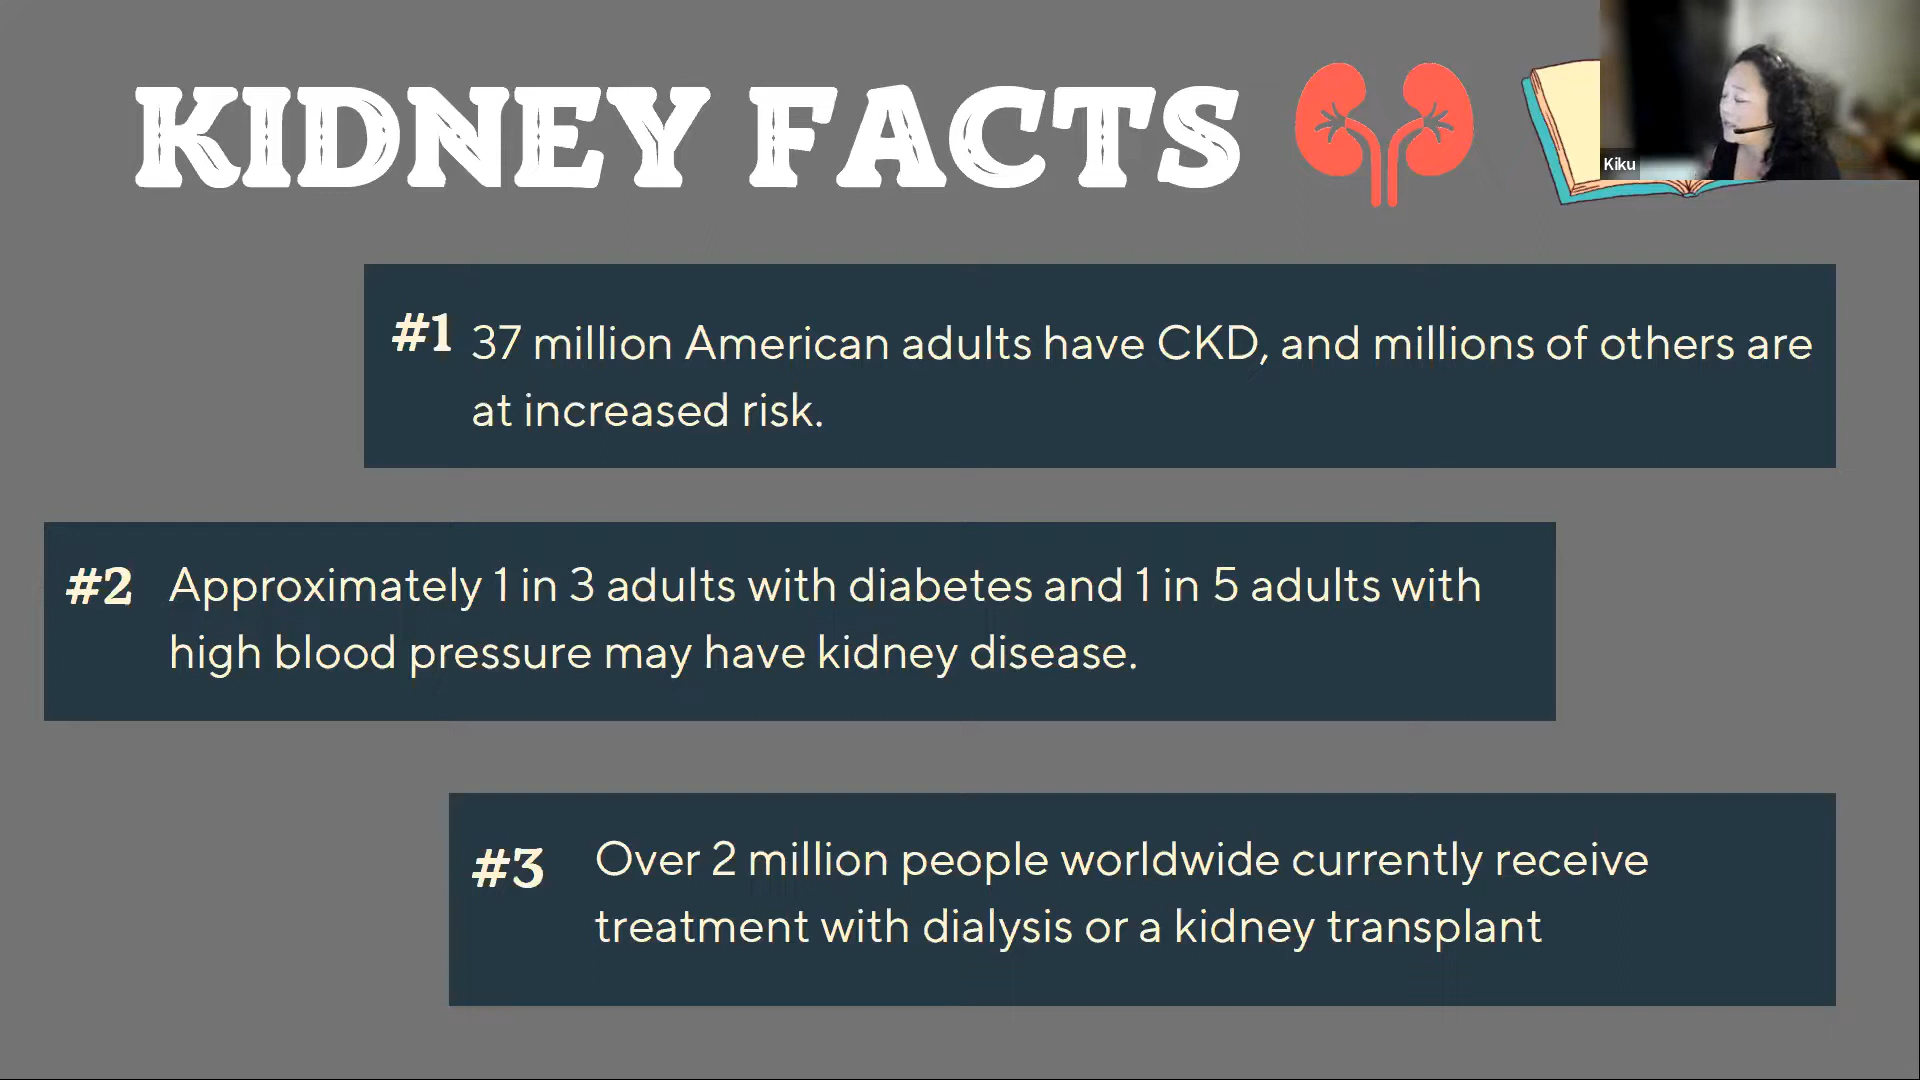 KIDNEY FACTS
Kiku
#1 37 million American adults have CKD, and millions of others are
at increased risk.
#2 Approximately 1 in 3 adults with diabetes and 1 in 5 adults with
high blood pressure may have kidney disease.
#3 Over 2 million people worldwide currently receive
treatment with dialysis or a kidney transplant